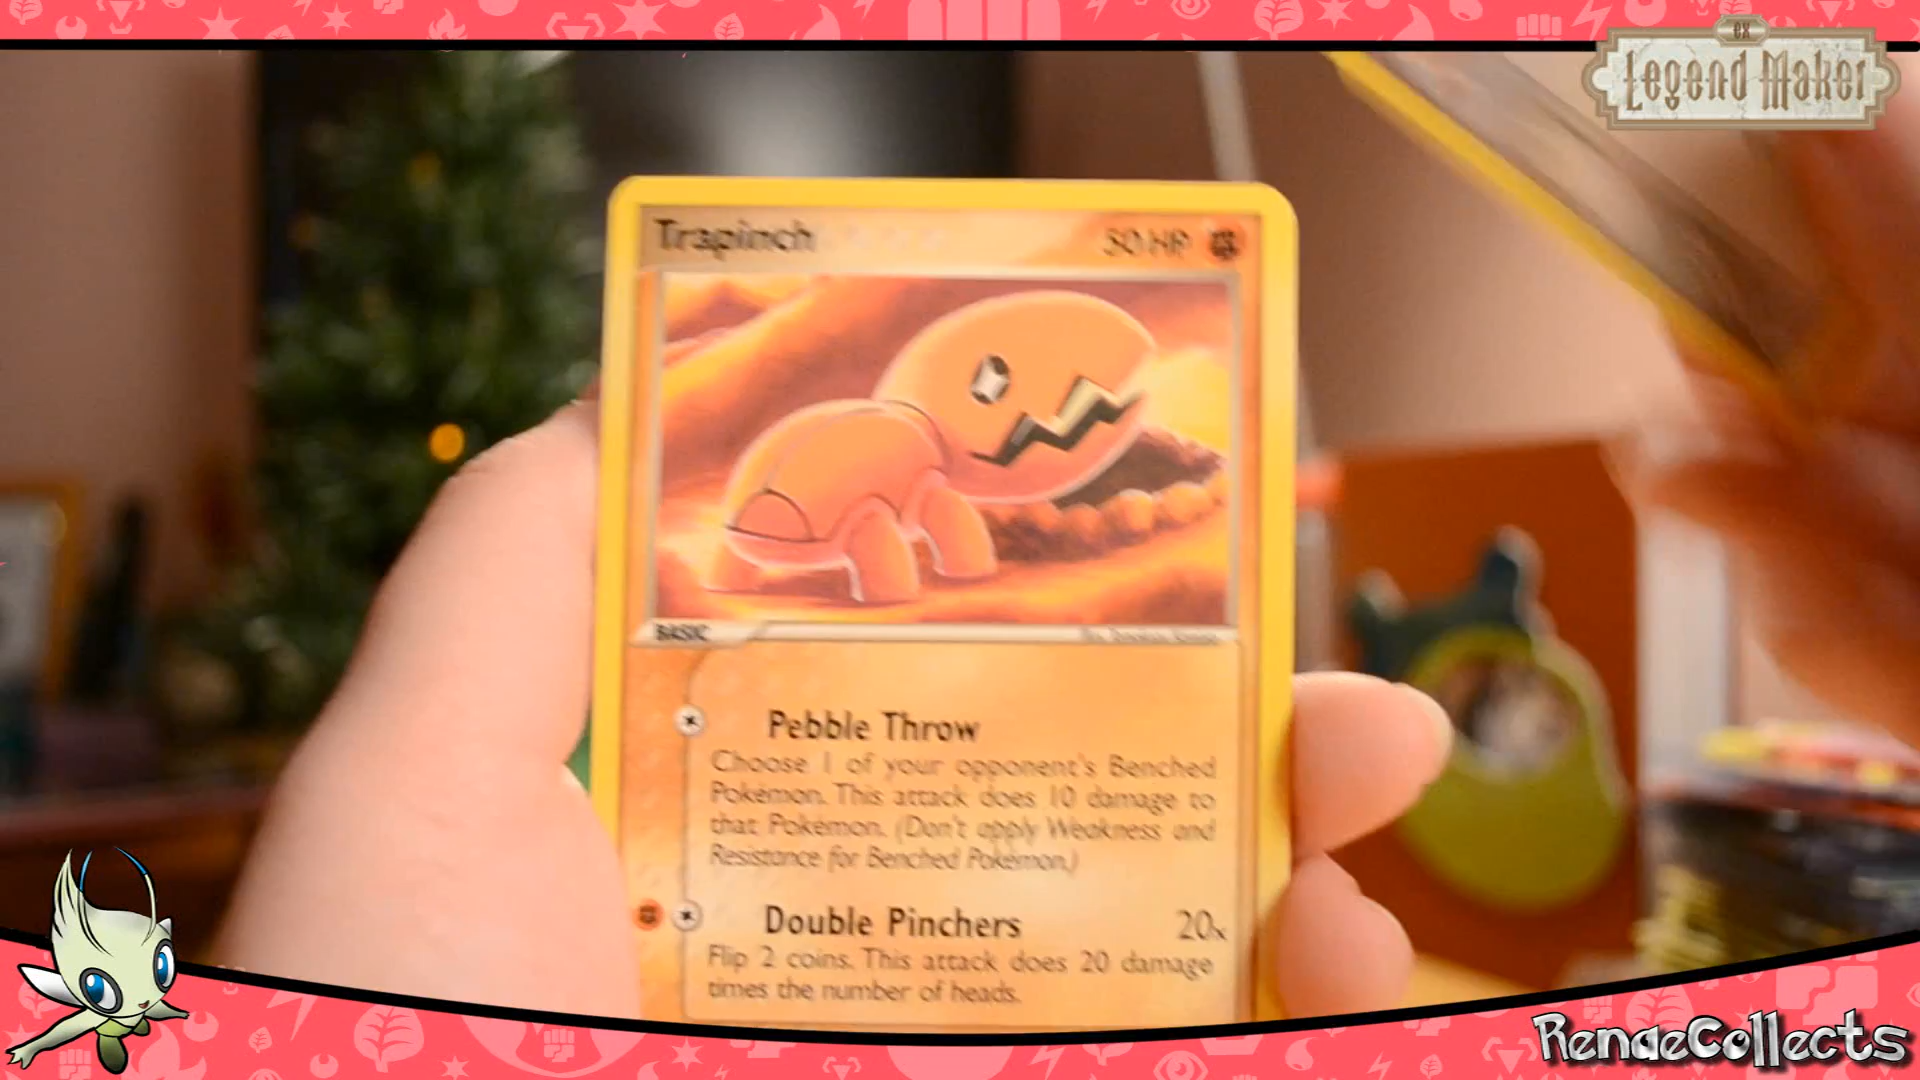 ex
Legend Maker
Trapinch 50 HP
BASIC
Pebble Throw
Choose 1 of your opponent's Benched
Pokémon. This attack does 10 damage to
that Pokémon. (Don't apply Weakness and
Resistance for Benched Pokémon.)
Double Pinchers 20x
Flip 2 coins. This attack does 20 damage
times the number of heads.
RenaeCollects